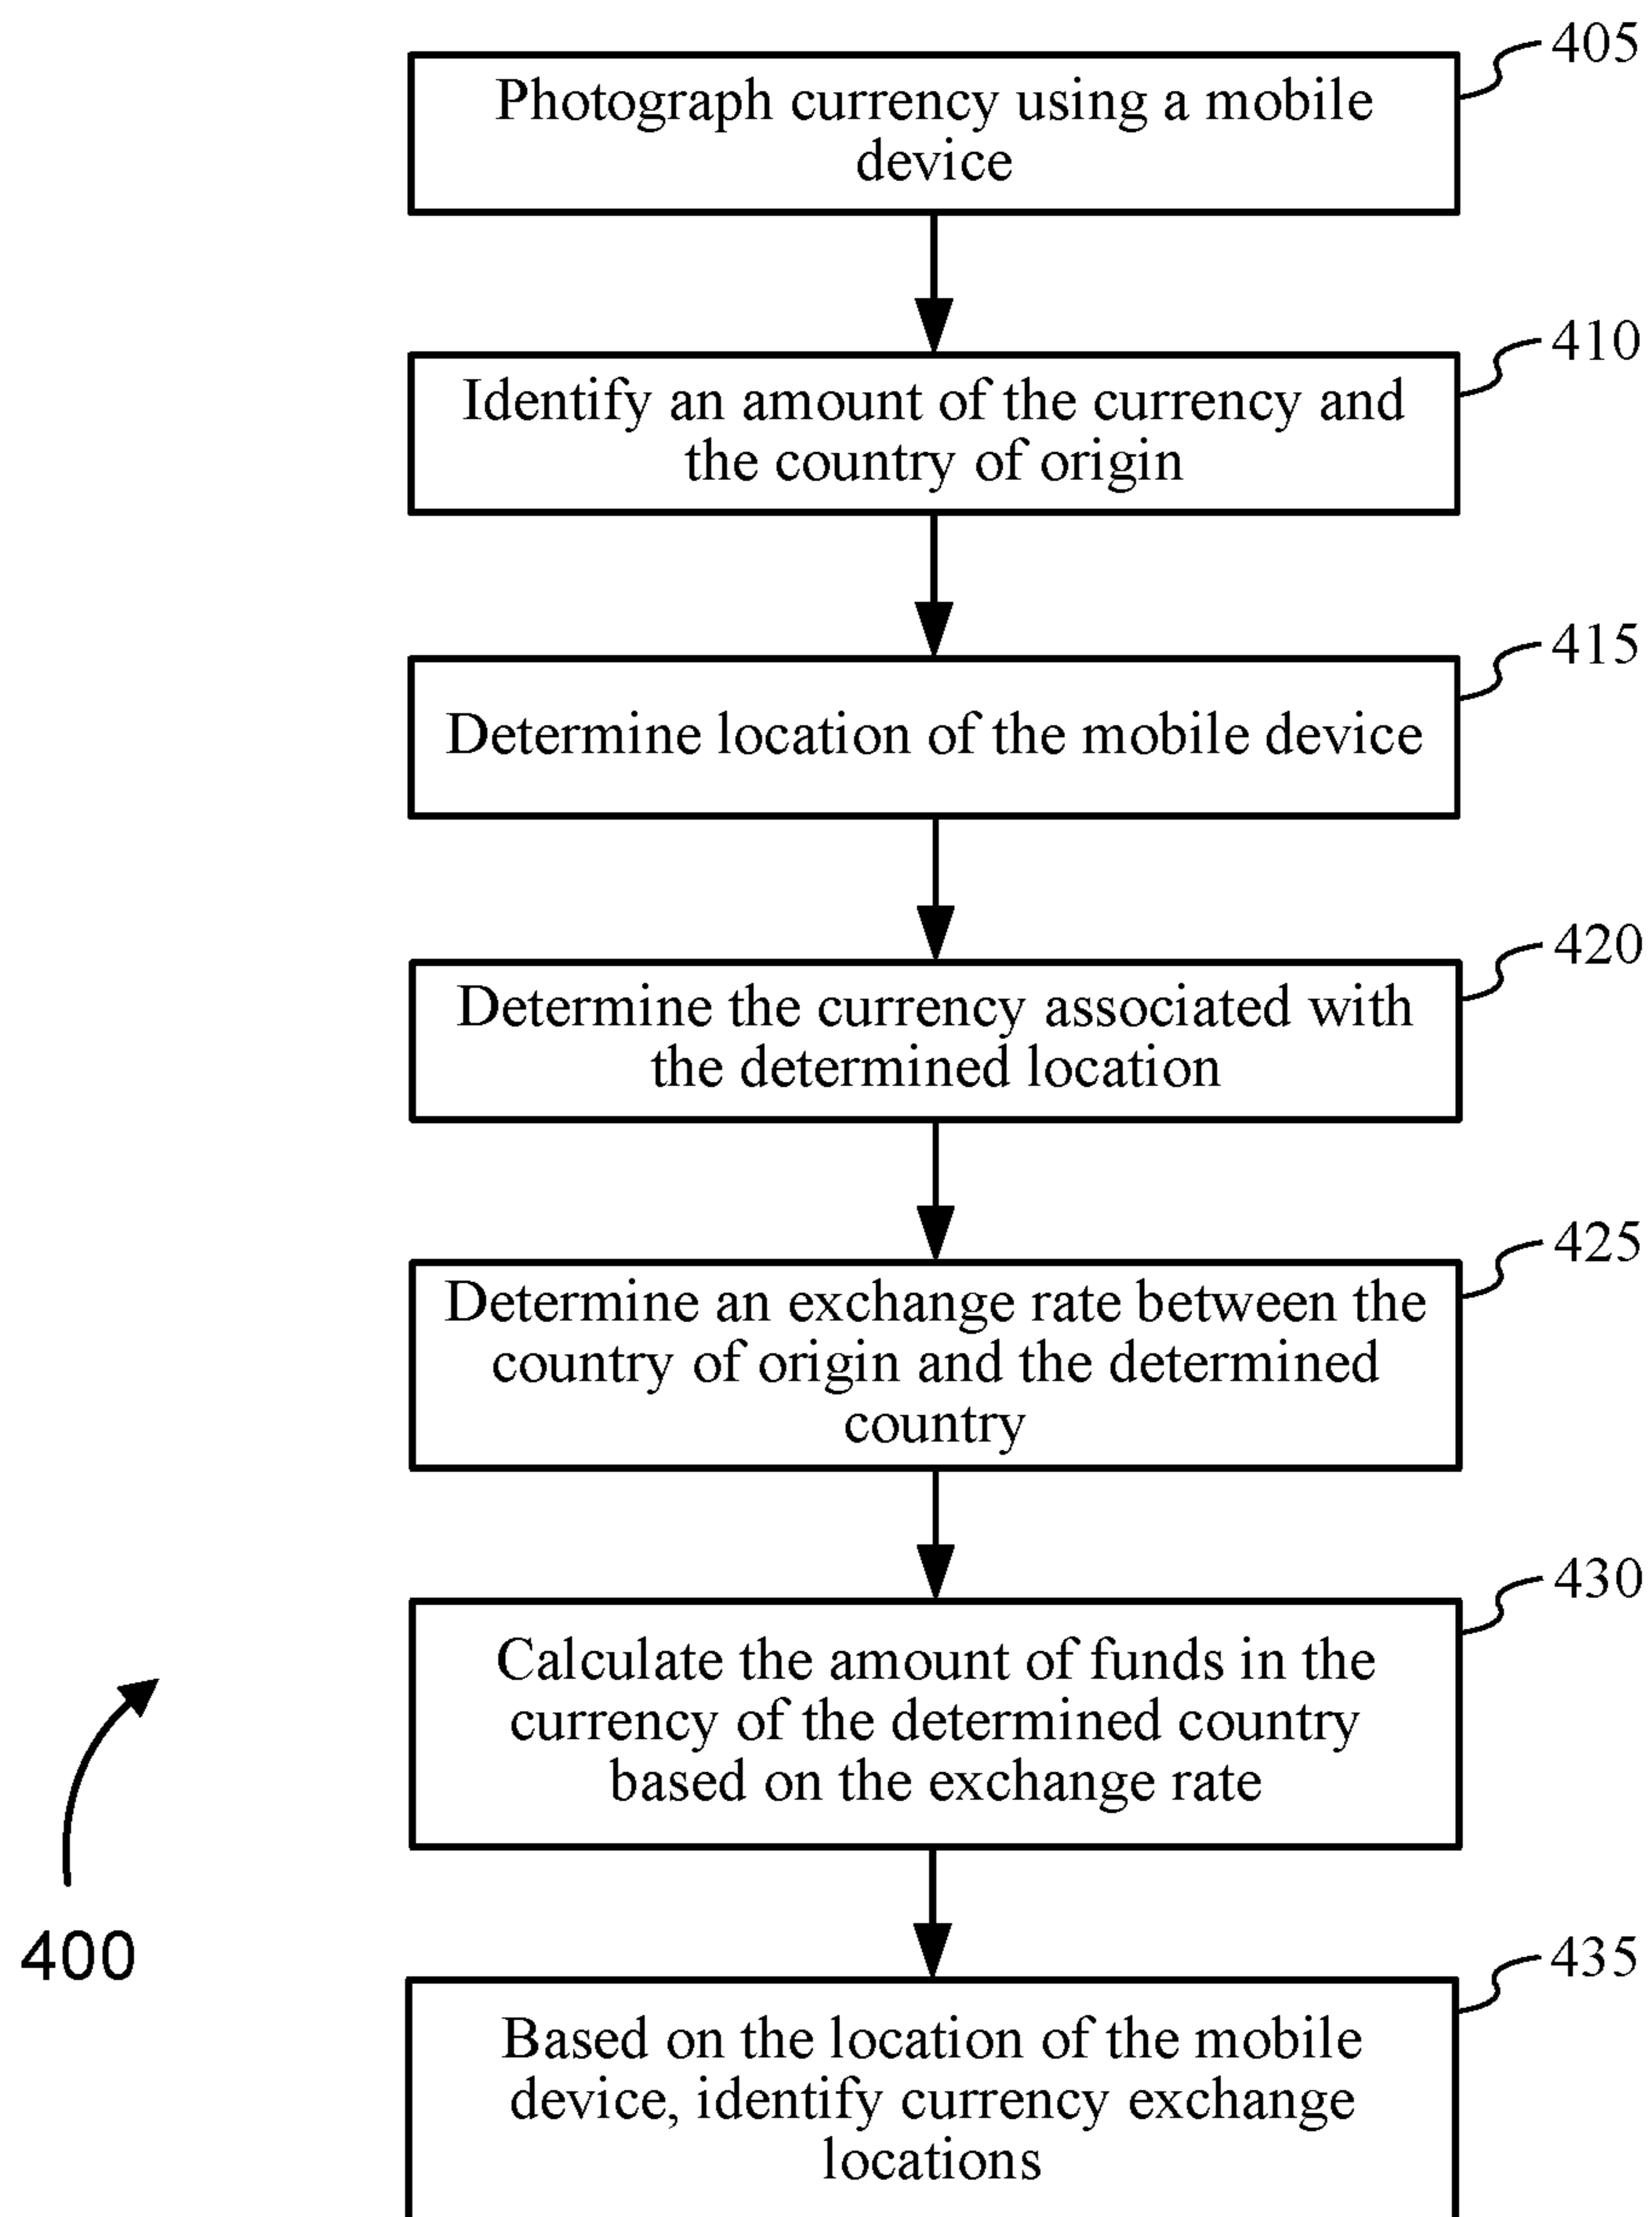 405
Photograph currency using a mobile
device
410
Identify an amount of the currency and
the country of origin
415
Determine location of the mobile device
420
Determine the currency associated with
the determined location
425
Determine an exchange rate between the
country of origin and the determined
country
430
Calculate the amount of funds in the
currency of the determined country
based on the exchange rate
400
435
Based on the location of the mobile
device, identify currency exchange
locations